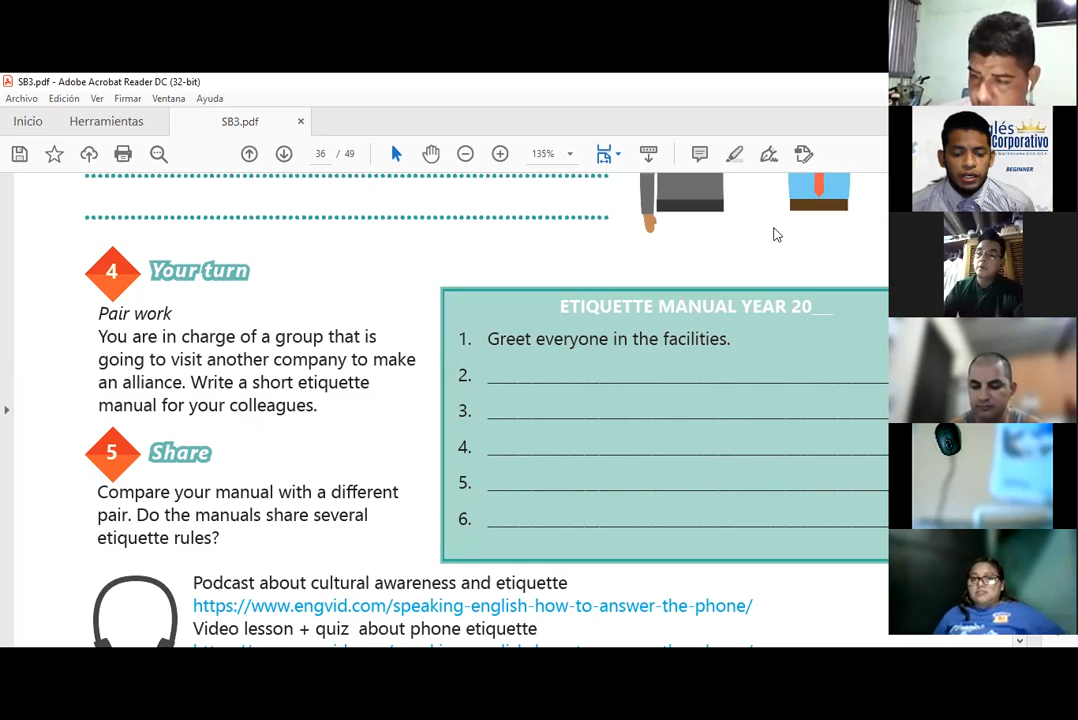 SB3.pdf - Adobe Acrobat Reader DC (32-bit)
Archivo Edición Ver Firmar Ventana Ayuda
Inicio Herramientas SB3.pdf ×
36 / 49 135%
4 Your turn
Pair work
You are in charge of a group that is
going to visit another company to make
an alliance. Write a short etiquette
manual for your colleagues.
5 Share
Compare your manual with a different
pair. Do the manuals share several
etiquette rules?
ETIQUETTE MANUAL YEAR 20__
1. Greet everyone in the facilities.
2.
3.
4.
5.
6.
Podcast about cultural awareness and etiquette
https://www.engvid.com/speaking-english-how-to-answer-the-phone/
Video lesson + quiz about phone etiquette
glés
Corporativo
BEGINNER